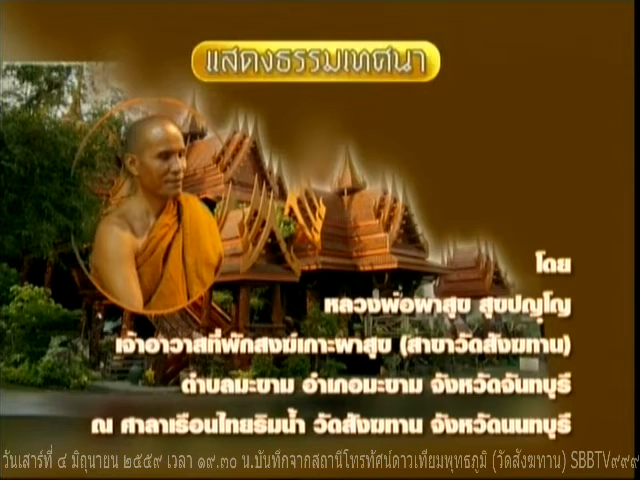 แสดงธรรมเทศนา
โดย
หลวงพ่อผาสุข สุขปญฺโญ
เจ้าอาวาสที่พักสงฆ์เกาะผาสุข (สาขาวัดสังฆทาน)
ตำบลมะขาม อำเภอมะขาม จังหวัดจันทบุรี
ณ ศาลาเรือนไทยริมน้ำ วัดสังฆทาน จังหวัดนนทบุรี
วันเสาร์ที่ ๔ มิถุนายน ๒๕๕๙ เวลา ๑๙.๓๐ น.บันทึกจากสถานีโทรทัศน์ดาวเทียมพุทธภูมิ (วัดสังฆทาน) SBBTV๙๙๙